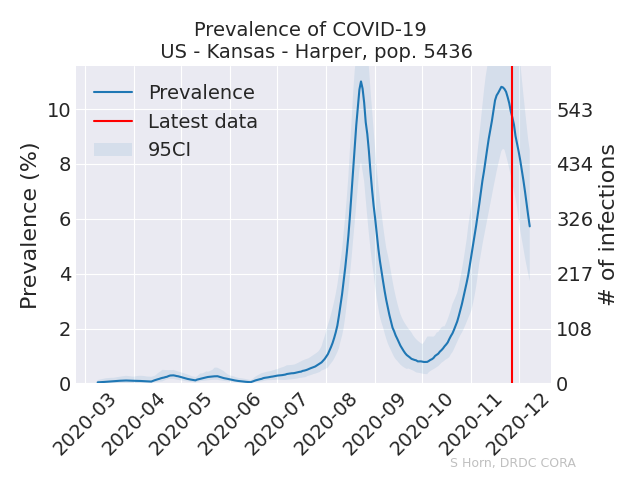 Prevalence of COVID-19
US - Kansas - Harper, pop. 5436
Prevalence
Latest data
95CI
Prevalence (%)
10
8
6
4
2
0
543
434
326
217
108
0
# of infections
2020-03
2020-04
2020-05
2020-06
2020-07
2020-08
2020-09
2020-10
2020-11
2020-12
S Horn, DRDC CORA